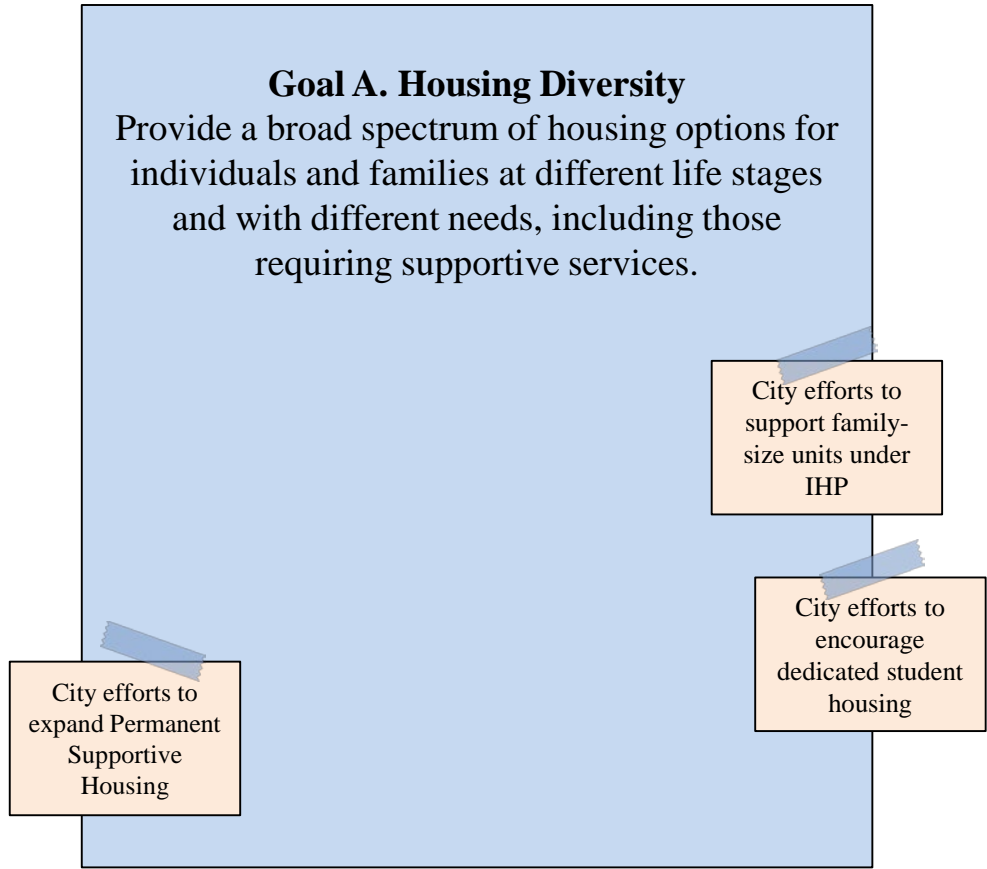 Goal A. Housing Diversity
Provide a broad spectrum of housing options for
individuals and families at different life stages
and with different needs, including those
requiring supportive services.
City efforts to
support family-
size units under
IHP
City efforts to
encourage
dedicated student
housing
City efforts to
expand Permanent
Supportive
Housing